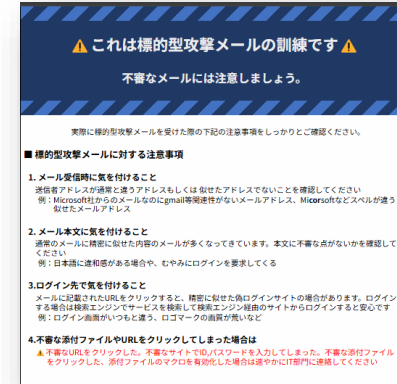 ⚠これは標的型攻撃メールの訓練です⚠
不審なメールには注意しましょう。
実際に標的型攻撃メールを受けた際の下記の注意事項をしっかりとご確認ください。
■ 標的型攻撃メールに対する注意事項
1. メール受信時に気を付けること
送信者アドレスが通常と違うアドレスもしくは 似せたアドレスでないことを確認してください
例：Microsoft社からのメールなのにgmail等関連性がないメールアドレス、Micorsoftなどスペルが違う
似せたメールアドレス
2. メール本文に気を付けること
通常のメールに精密に似せた内容のメールが多くなってきています。本文に不審な点がないかを確認して
ください
例：日本語に違和感がある場合や、むやみにログインを要求してくる
3.ログイン先で気を付けること
メールに記載されたURLをクリックすると、精密に似せた偽ログインサイトの場合があります。ログイン
する場合は検索エンジンでサービスを検索して検索エンジン経由のサイトからログインすると安心です
例：ログイン画面がいつもと違う、ロゴマークの画質が荒いなど
4.不審な添付ファイルやURLをクリックしてしまった場合は
⚠不審なURLをクリックした。不審なサイトでID,パスワードを入力してしまった。不審な添付ファイル
をクリックした、添付ファイルのマクロを有効化した場合は速やかにIT部門に連絡してください